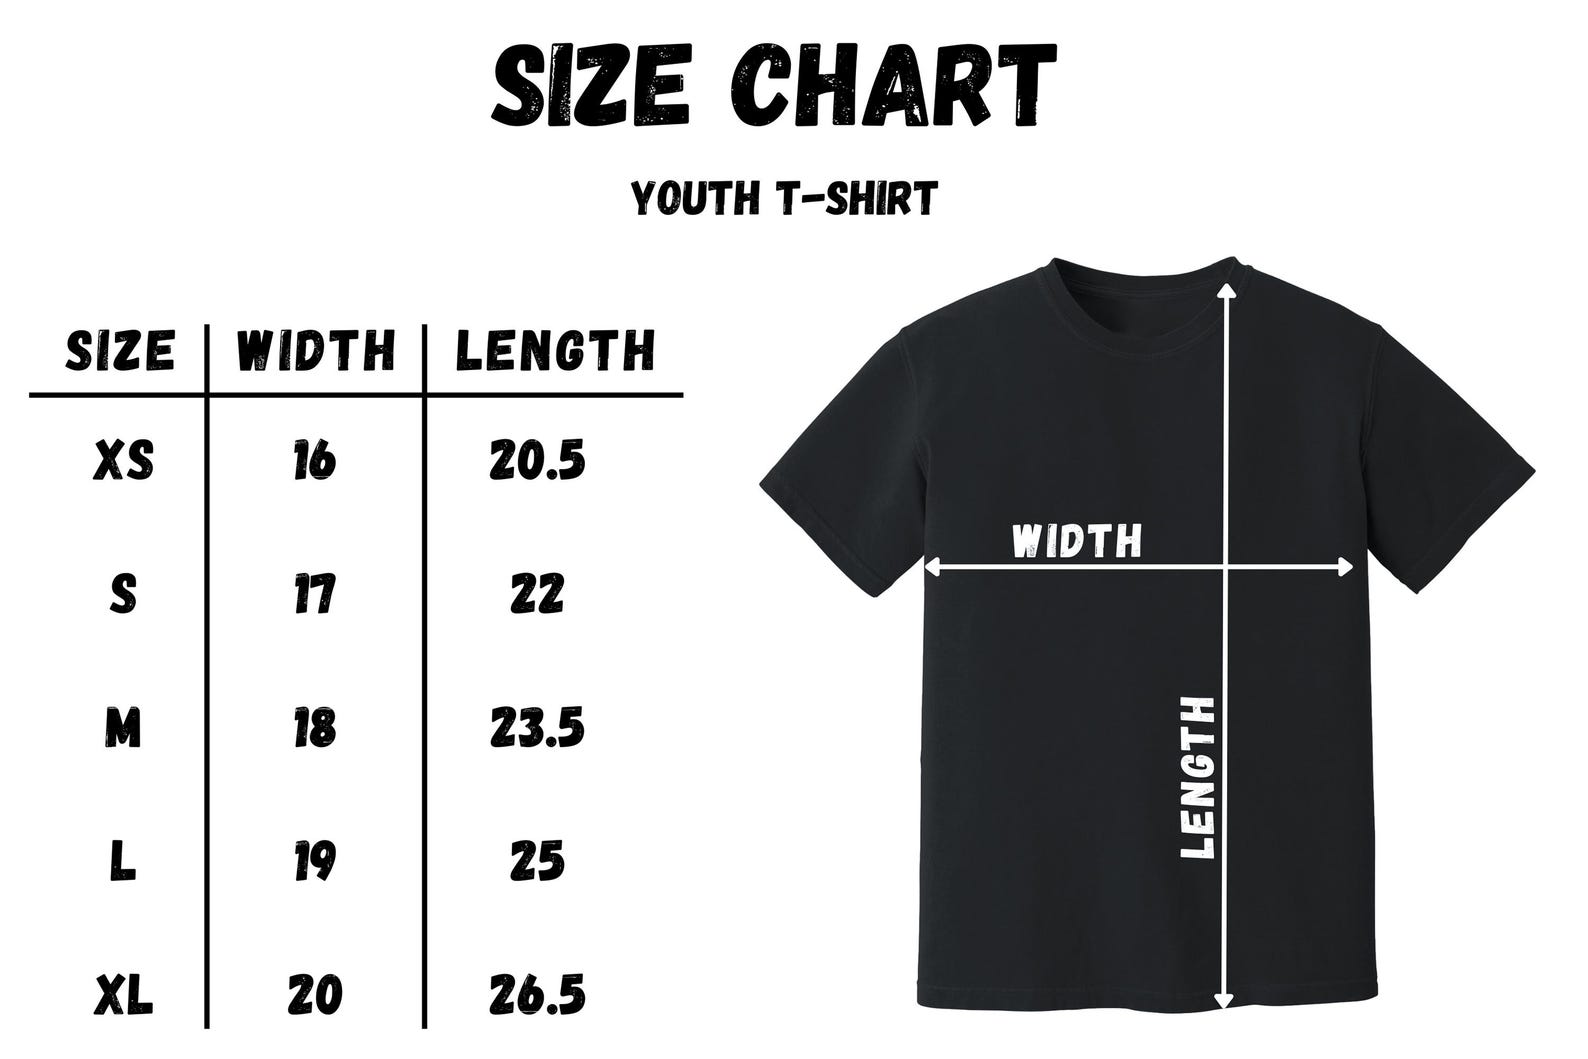 SIZE CHART
YOUTH T-SHIRT
SIZE WIDTH LENGTH
XS 16 20.5
S 17 22
M 18 23.5
L 19 25
XL 20 26.5
WIDTH
LENGTH